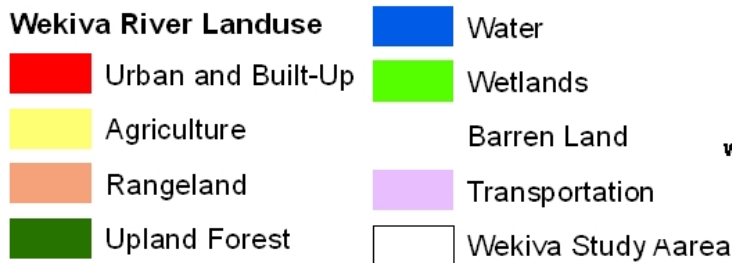 Wekiva River Landuse
Urban and Built-Up
Agriculture
Rangeland
Upland Forest
Water
Wetlands
Barren Land
Transportation
Wekiva Study Aarea